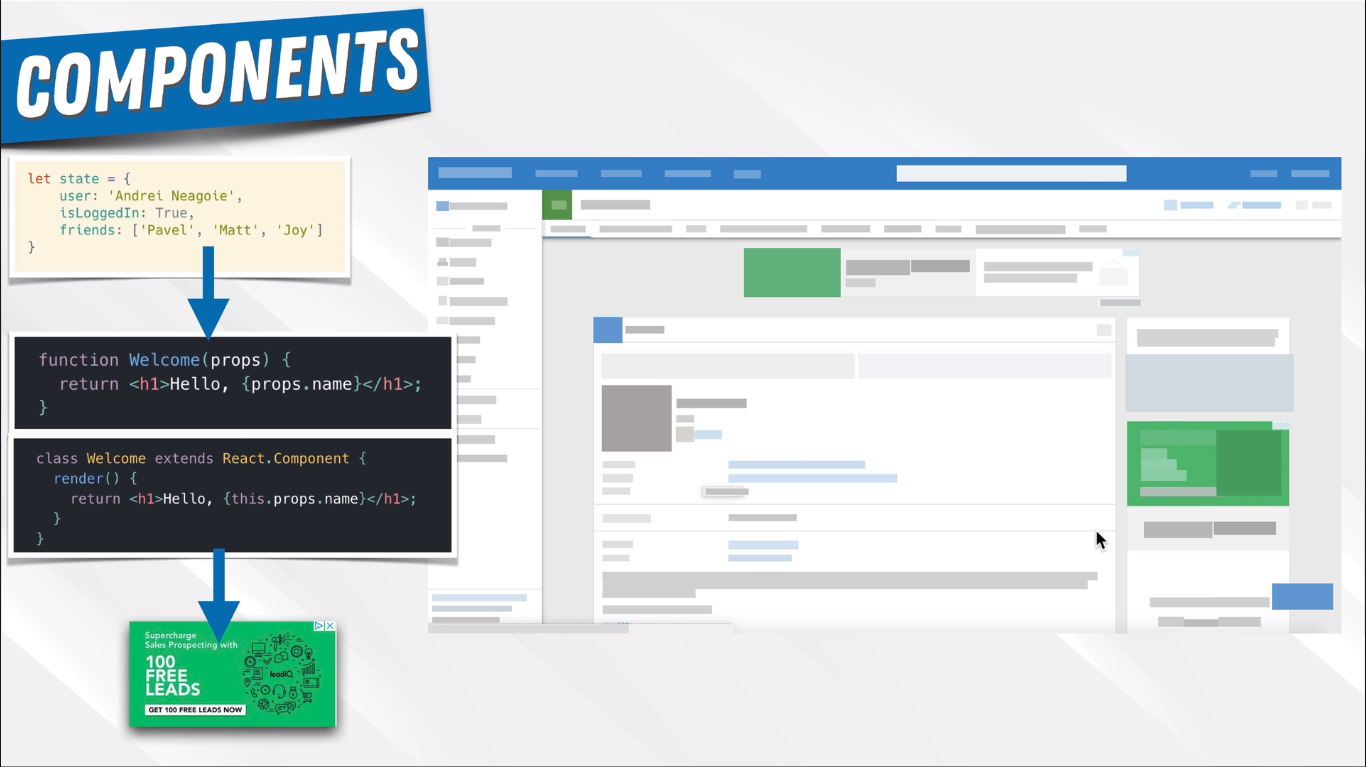 COMPONENTS
let state = {
    user: 'Andrei Neagoie',
    isLoggedIn: True,
    friends: ['Pavel', 'Matt', 'Joy']
}
function Welcome(props) {
  return <h1>Hello, {props.name}</h1>;
}
class Welcome extends React.Component {
  render() {
    return <h1>Hello, {this.props.name}</h1>;
  }
}
Supercharge
Sales Prospecting with
100
FREE
LEADS
leadiQ
GET 100 FREE LEADS NOW